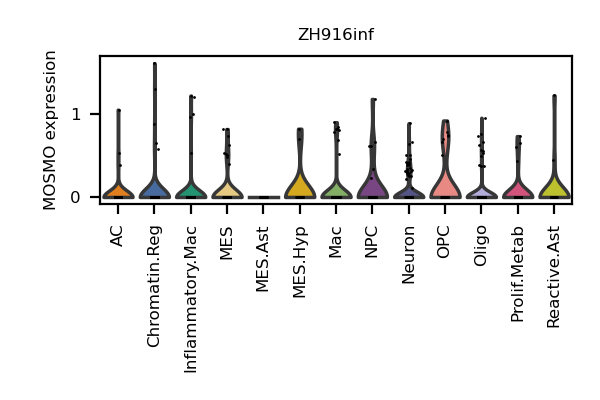 ZH916inf
MOSMO expression
1
0
AC
Chromatin.Reg
Inflammatory.Mac
MES
MES.Ast
MES.Hyp
Mac
NPC
Neuron
OPC
Oligo
Prolif.Metab
Reactive.Ast